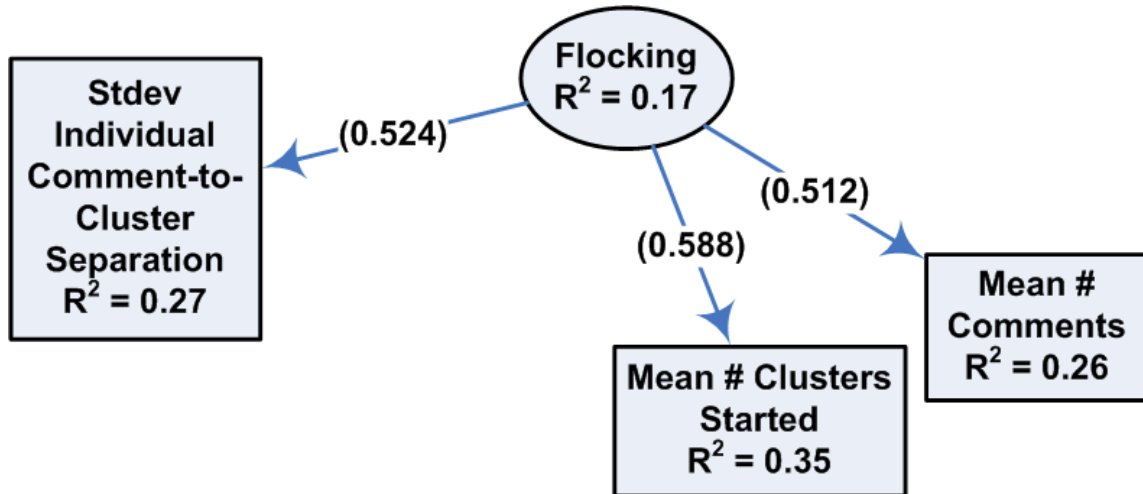 Flocking
R² = 0.17
Stdev
Individual
Comment-to-
Cluster
Separation
R² = 0.27
(0.524)
(0.588)
(0.512)
Mean # Clusters
Started
R² = 0.35
Mean #
Comments
R² = 0.26